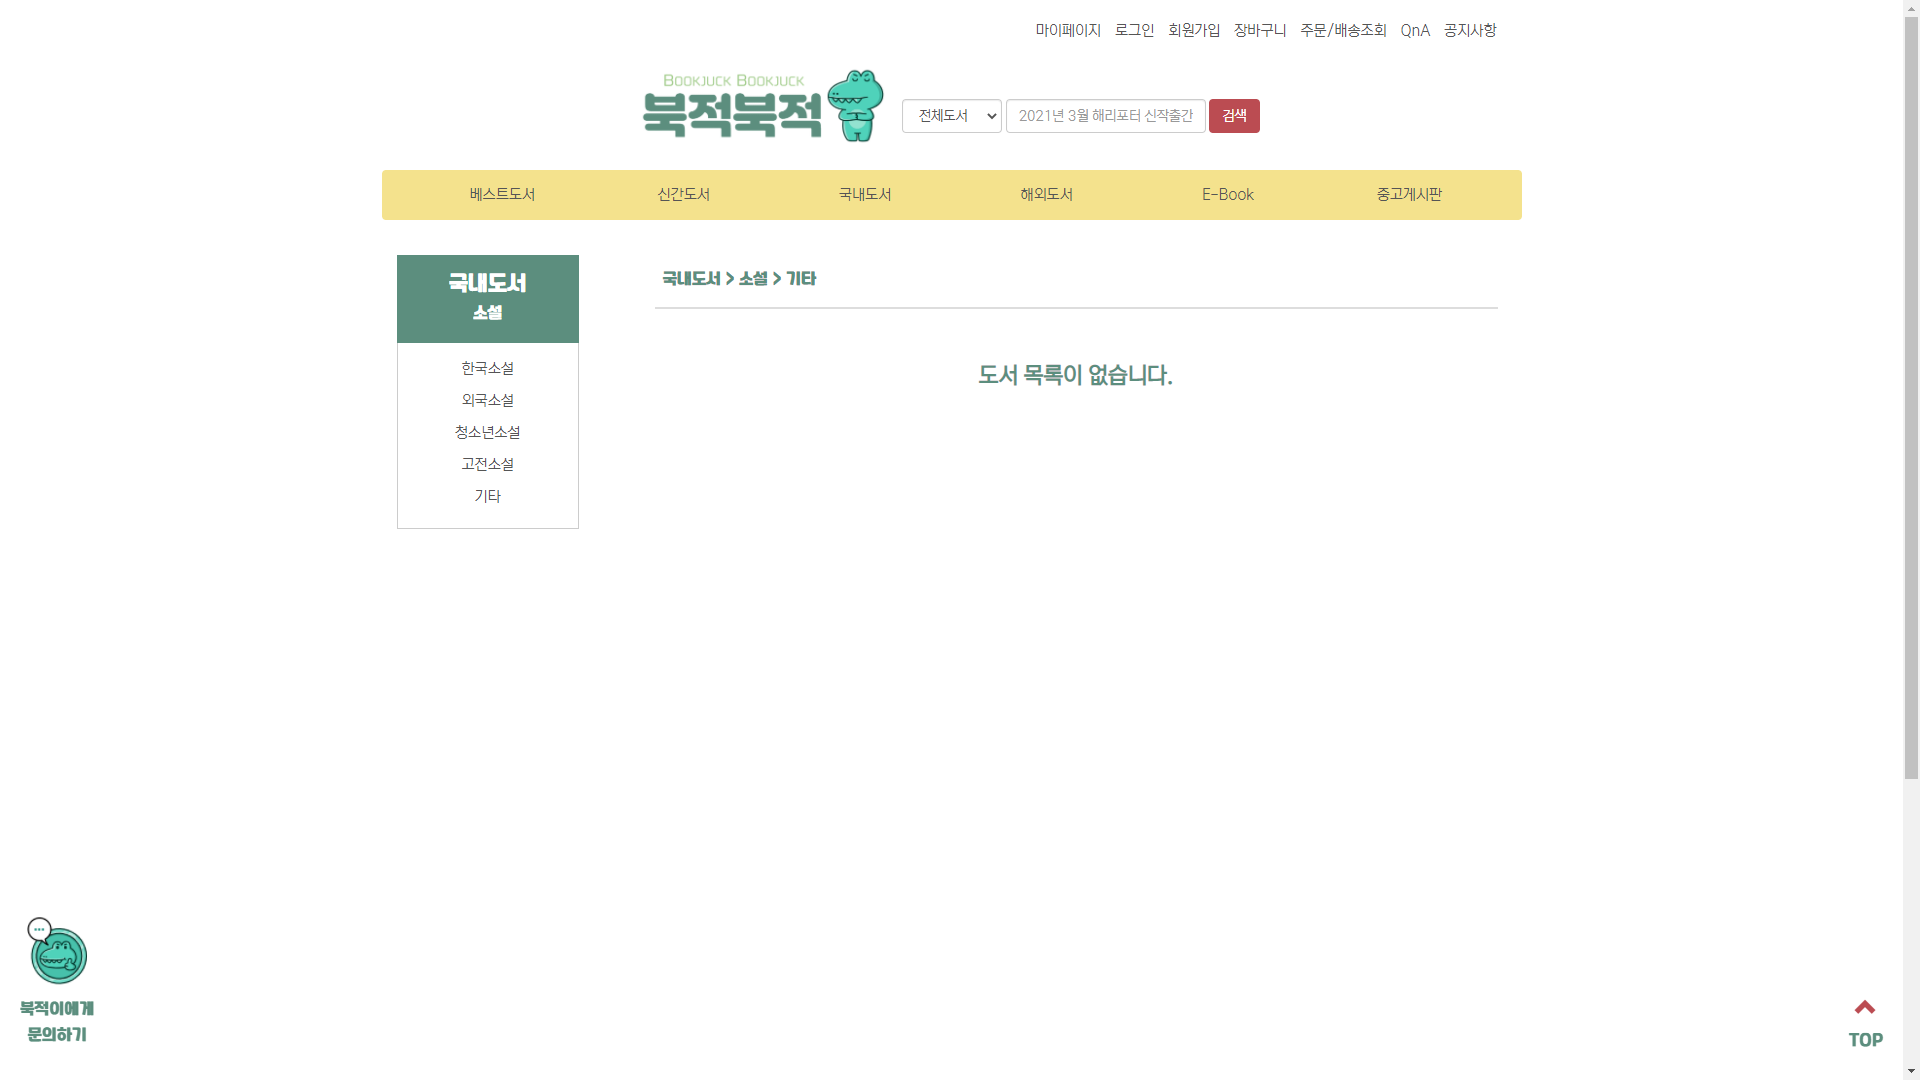 마이페이지 로그인 회원가입 장바구니 주문/배송조회 QnA 공지사항
BOOKJUCK BOOKJUCK
북적북적
전체도서 2021년 3월 해리포터 신작출간 검색
베스트도서 신간도서 국내도서 해외도서 E-Book 중고게시판
국내도서
소설
한국소설
외국소설
청소년소설
고전소설
기타
국내도서 > 소설 > 기타
도서 목록이 없습니다.
북적이에게
문의하기
TOP